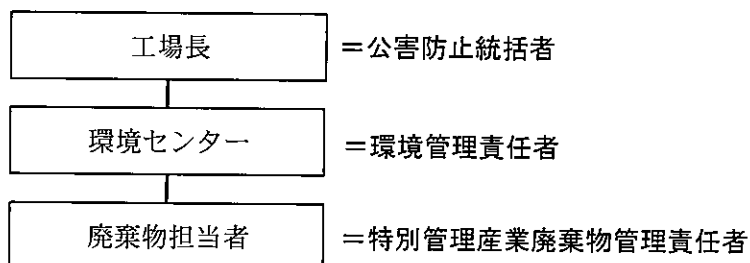 工場長 =公害防止統括者
環境センター =環境管理責任者
廃棄物担当者 =特別管理産業廃棄物管理責任者